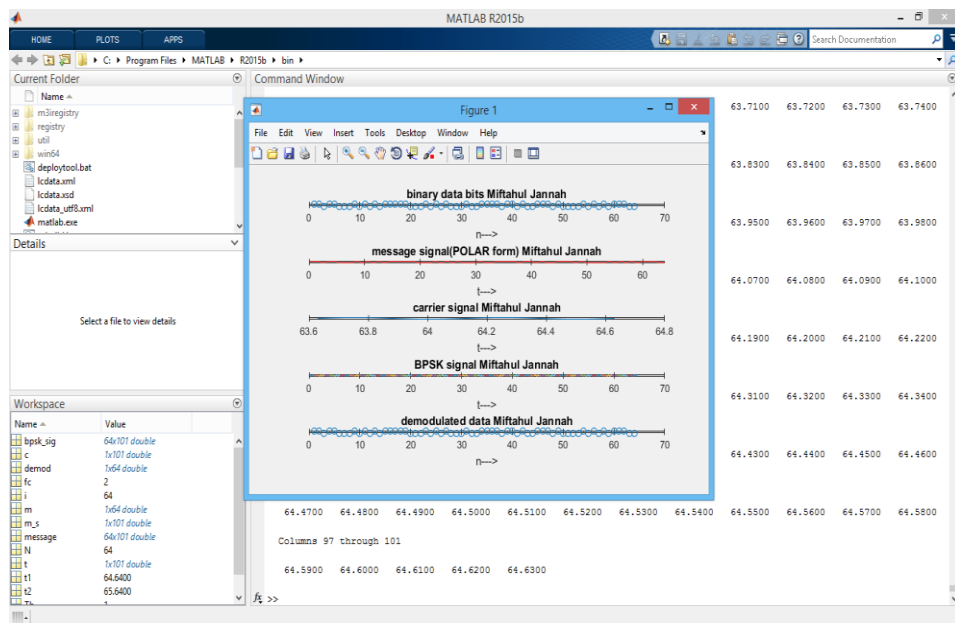 MATLAB R2015b
HOME PLOTS APPS Search Documentation
C: Program Files MATLAB R2015b bin
Current Folder
Name
m3iregistry
registry
util
win64
deploytool.bat
lcdata.xml
lcdata.xsd
lcdata_utf8.xml
matlab.exe
Details
Select a file to view details
Workspace
Name Value
bpsk_sig 64x101 double
c 1x101 double
demod 1x64 double
fc 2
i 64
m 1x64 double
m_s 1x101 double
message 64x101 double
N 64
t 1x101 double
t1 64.6400
t2 65.6400
Tb 1
Command Window
63.7100 63.7200 63.7300 63.7400
63.8300 63.8400 63.8500 63.8600
63.9500 63.9600 63.9700 63.9800
64.0700 64.0800 64.0900 64.1000
64.1900 64.2000 64.2100 64.2200
64.3100 64.3200 64.3300 64.3400
64.4300 64.4400 64.4500 64.4600
64.4700 64.4800 64.4900 64.5000 64.5100 64.5200 64.5300 64.5400 64.5500 64.5600 64.5700 64.5800
Columns 97 through 101
64.5900 64.6000 64.6100 64.6200 64.6300
fx >>
Figure 1
File Edit View Insert Tools Desktop Window Help
binary data bits Miftahul Jannah
0 10 20 30 40 50 60 70
n--->
message signal(POLAR form) Miftahul Jannah
0 10 20 30 40 50 60
t--->
carrier signal Miftahul Jannah
63.6 63.8 64 64.2 64.4 64.6 64.8
t--->
BPSK signal Miftahul Jannah
0 10 20 30 40 50 60 70
t--->
demodulated data Miftahul Jannah
0 10 20 30 40 50 60 70
n--->